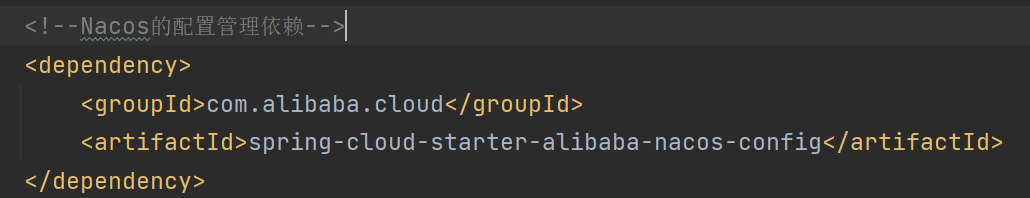 <!--Nacos的配置管理依赖-->
<dependency>
    <groupId>com.alibaba.cloud</groupId>
    <artifactId>spring-cloud-starter-alibaba-nacos-config</artifactId>
</dependency>